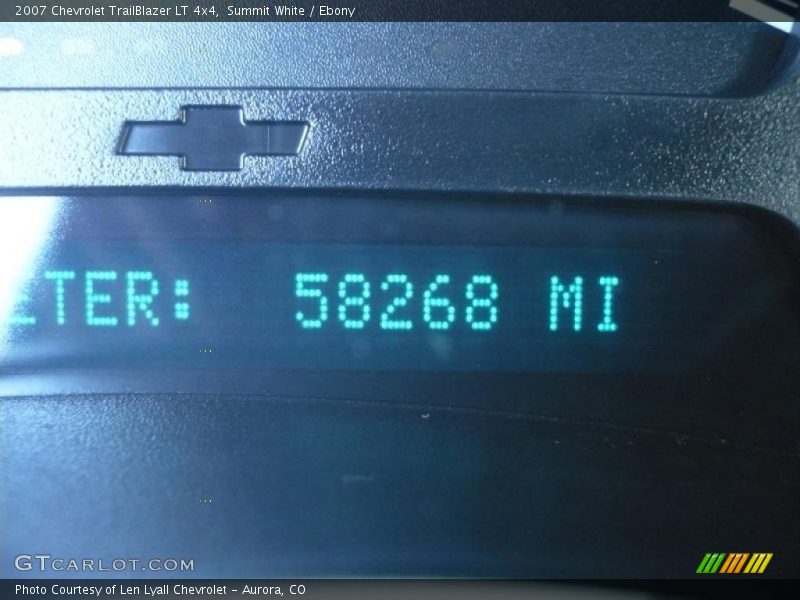 2007 Chevrolet TrailBlazer LT 4x4, Summit White / Ebony
TER: 58268 MI
GTCARLOT.COM
Photo Courtesy of Len Lyall Chevrolet - Aurora, CO